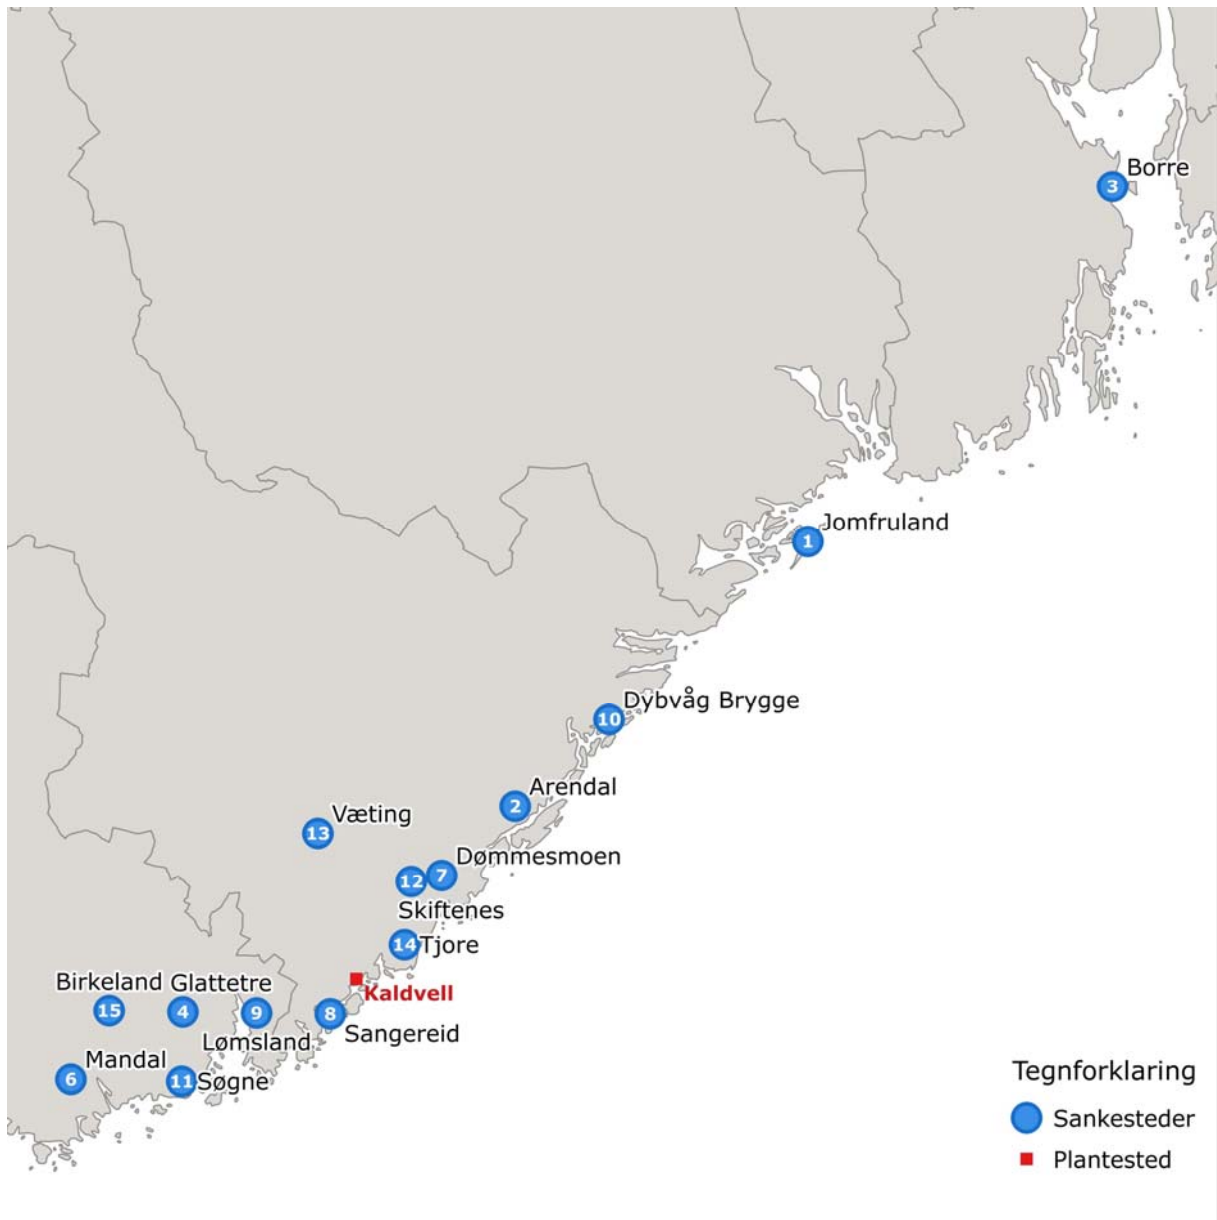 Borre
3
Jomfruland
1
Dybvåg Brygge
10
Arendal
2
Væting
13
Dømmesmoen
12
7
Skiftenes
14 Tjore
Kaldvell
Birkeland
Glattetre
15
4
9
8
Lømsland
Sangereid
Mandal
6
11 Søgne
Tegnforklaring
Sankesteder
Plantested